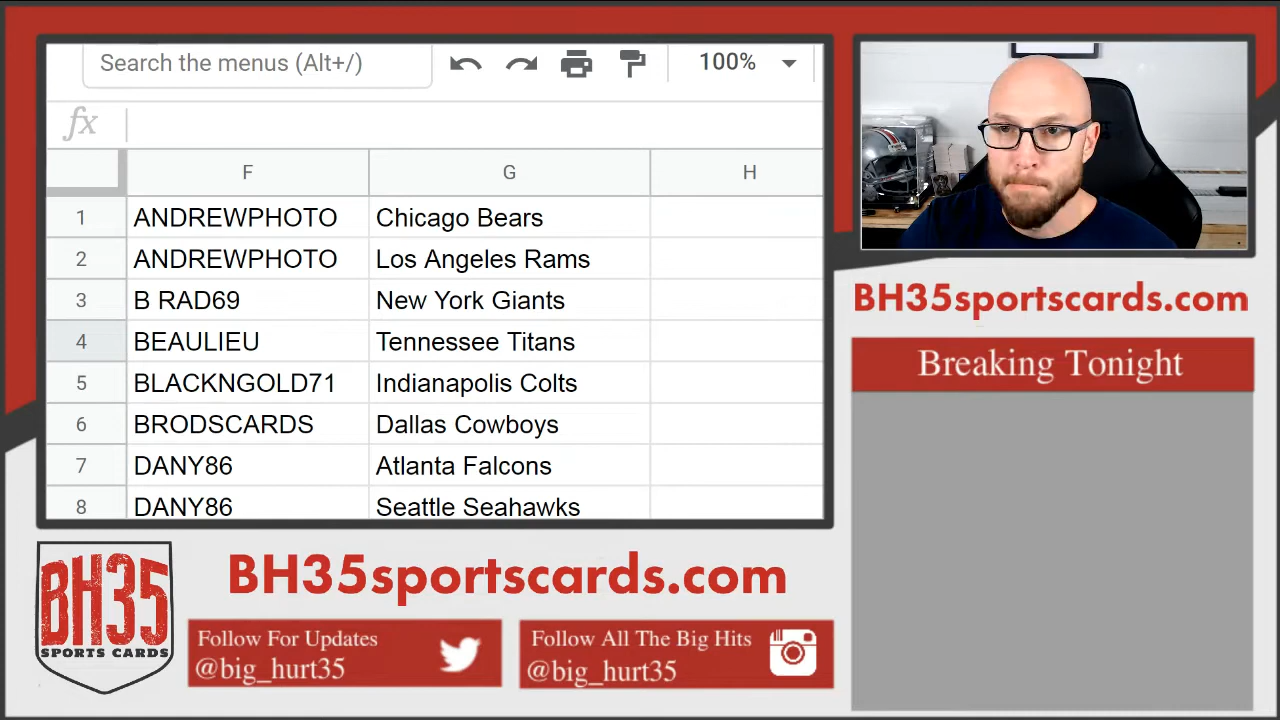 Search the menus (Alt+/)
100%
fx
F G H
1 ANDREWPHOTO Chicago Bears
2 ANDREWPHOTO Los Angeles Rams
3 B RAD69 New York Giants
4 BEAULIEU Tennessee Titans
5 BLACKNGOLD71 Indianapolis Colts
6 BRODSCARDS Dallas Cowboys
7 DANY86 Atlanta Falcons
8 DANY86 Seattle Seahawks
BH35sportscards.com
Breaking Tonight
BH35
SPORTS CARDS
BH35sportscards.com
Follow For Updates
@big_hurt35
Follow All The Big Hits
@big_hurt35